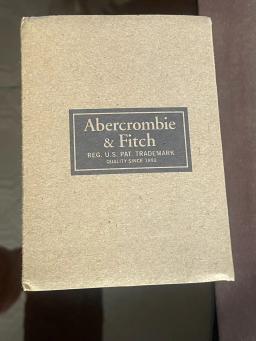 Abercrombie
& Fitch
REG. U.S. PAT. TRADEMARK
QUALITY SINCE 1892